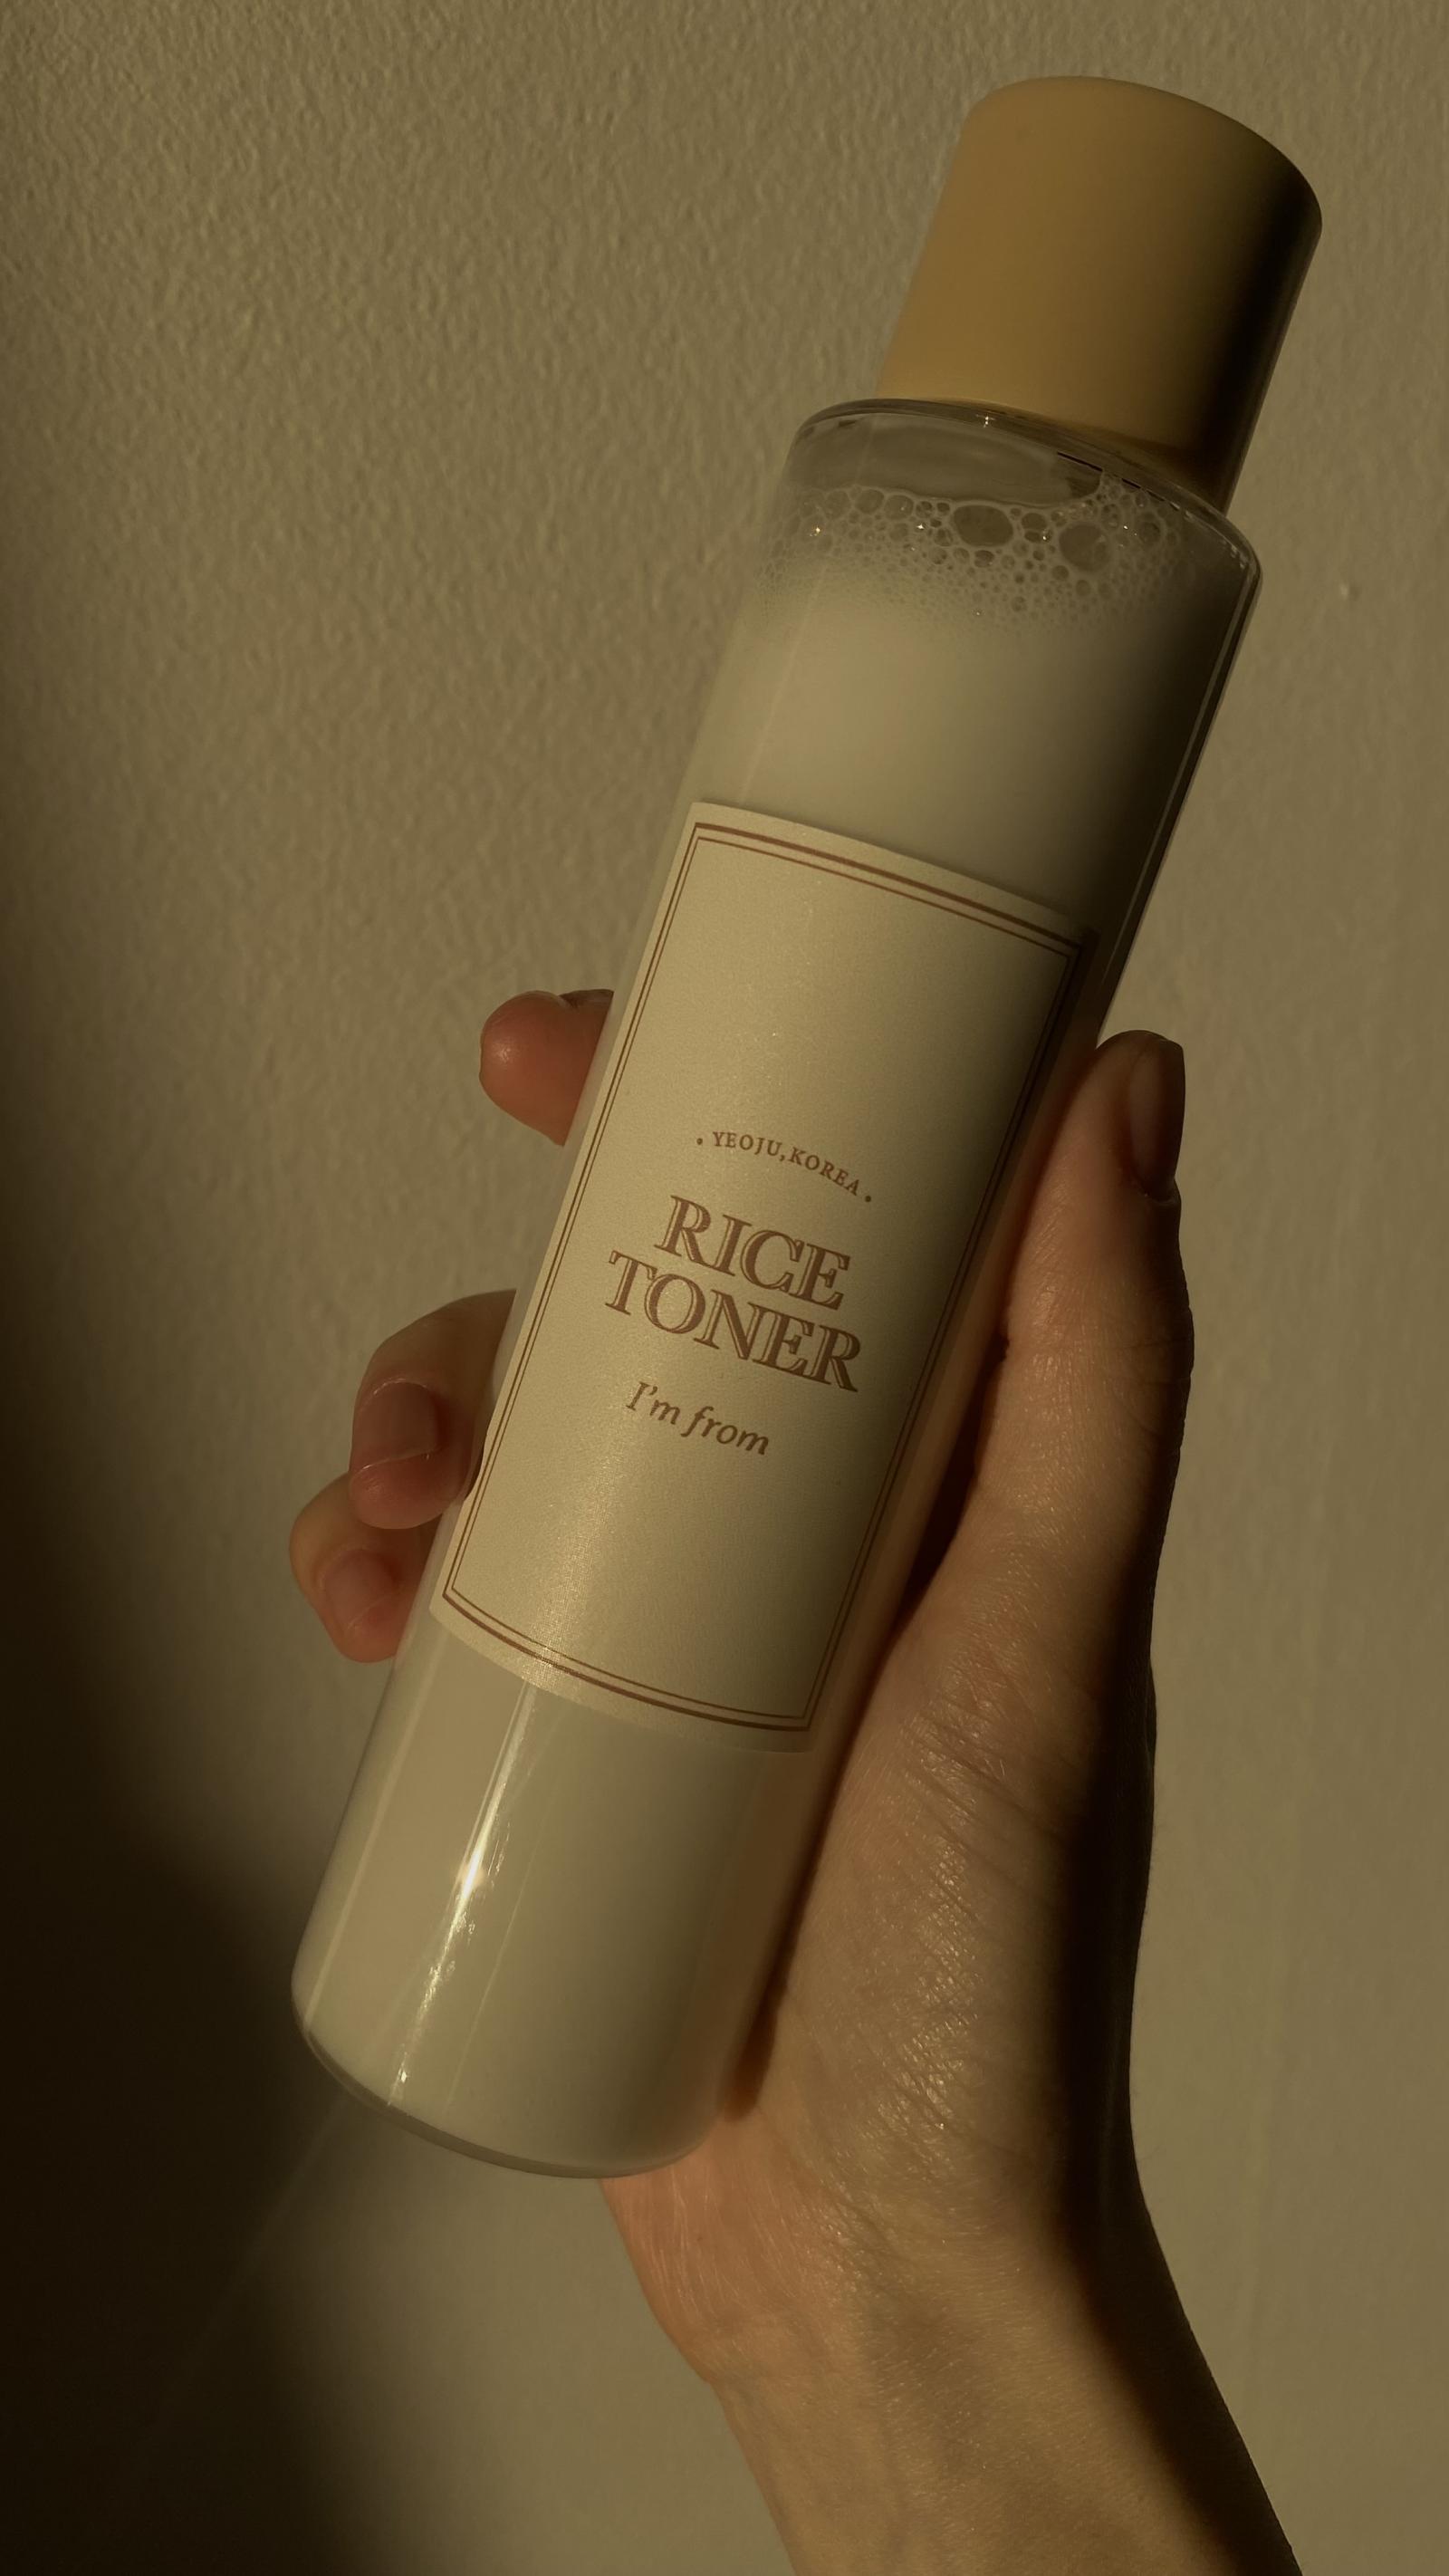 • YEOJU,KOREA •
RICE
TONER
I'm from